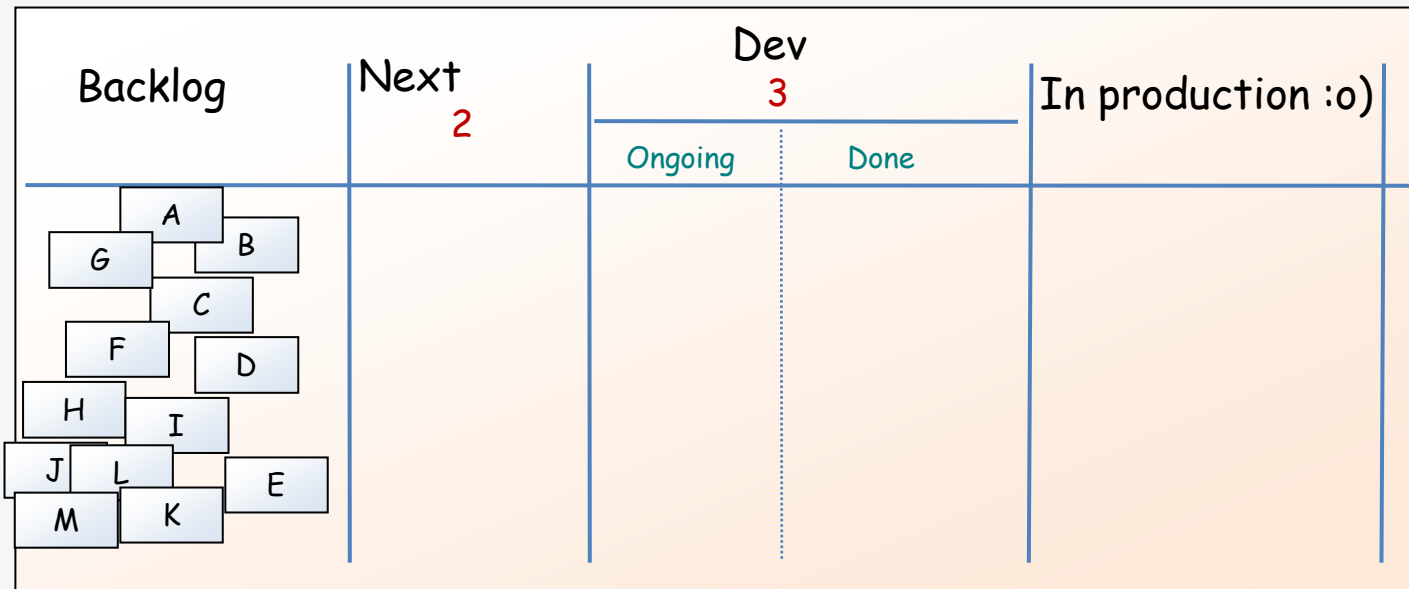 Backlog
Next
2
Dev
3
In production :o)
Ongoing
Done
A
B
G
C
F
D
H
I
J
L
E
M
K